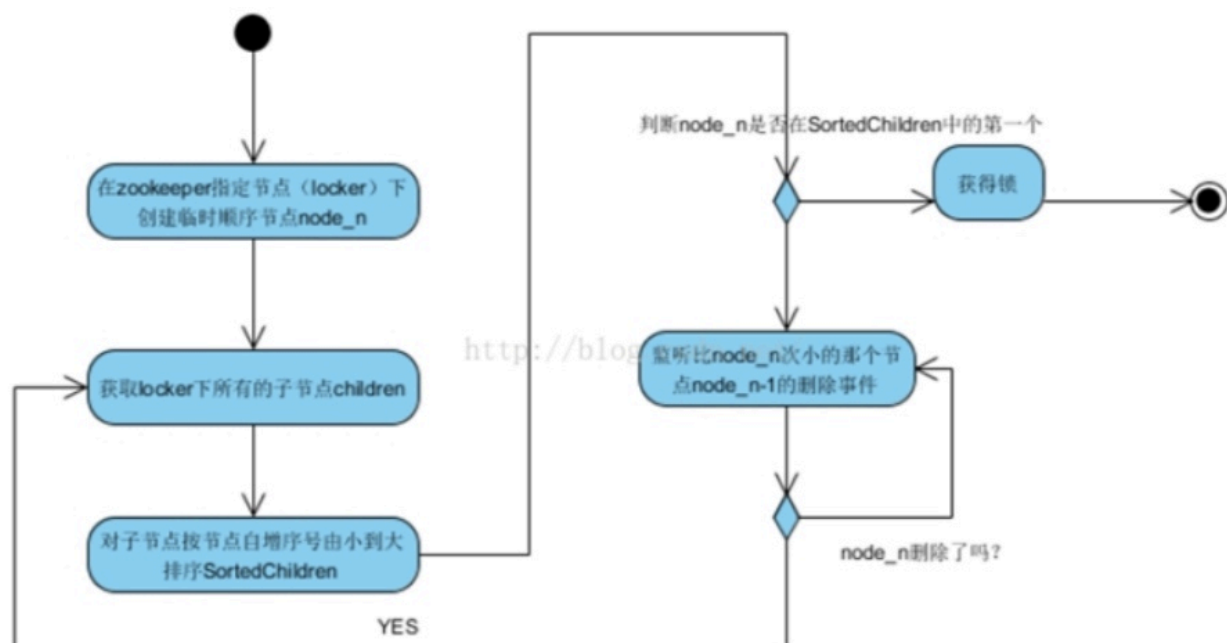 在zookeeper指定节点（locker）下
创建临时顺序节点node_n
获取locker下所有的子节点children
对子节点按节点自增序号由小到大
排序SortedChildren
YES
判断node_n是否在SortedChildren中的第一个
获得锁
http://blog
监听比node_n次小的那个节
点node_n-1的删除事件
node_n删除了吗?